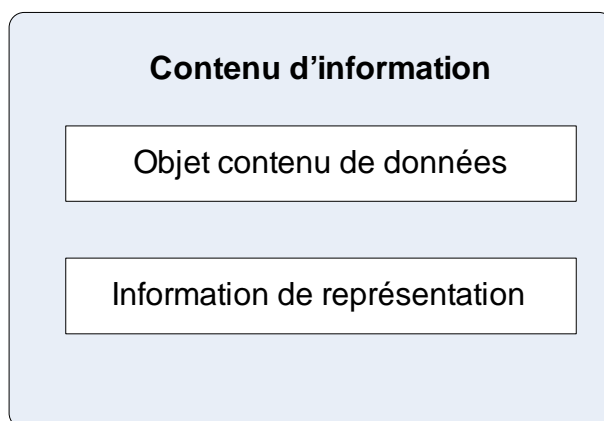 Contenu d’information
Objet contenu de données
Information de représentation